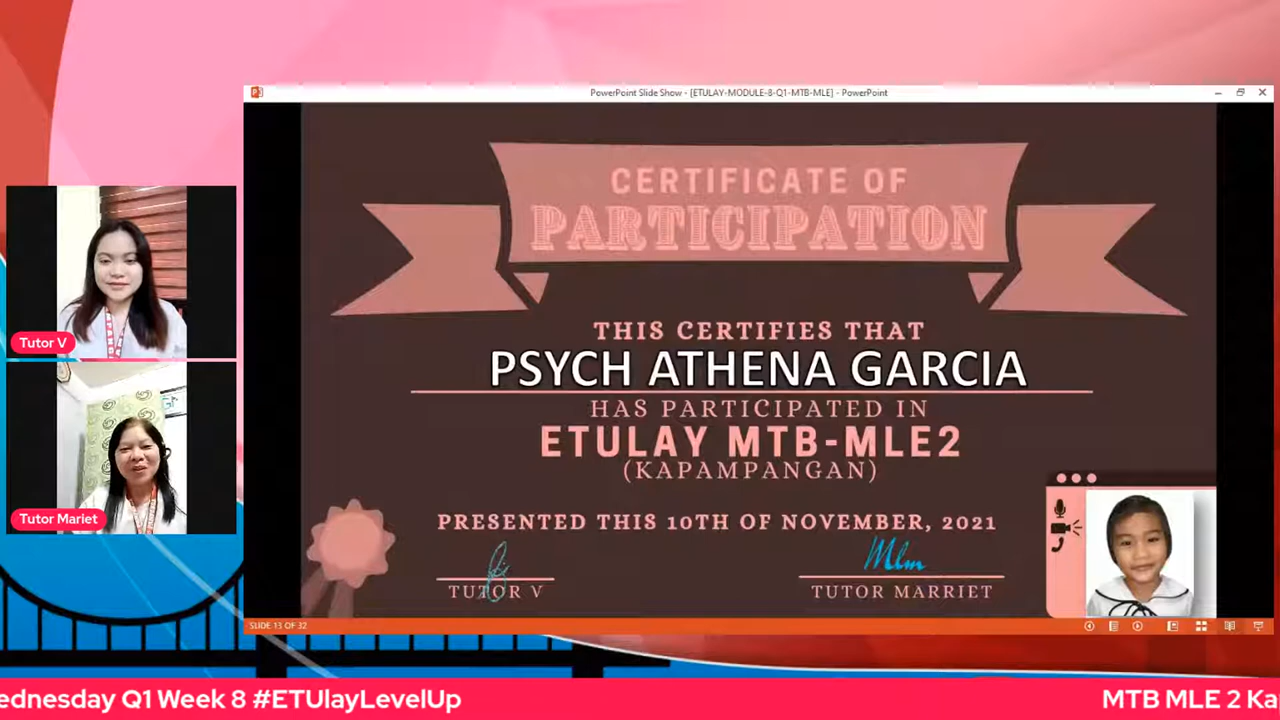 PowerPoint Slide Show - [ETULAY-MODULE-8-Q1-MTB-MLE] - PowerPoint
CERTIFICATE OF
PARTICIPATION
THIS CERTIFIES THAT
PSYCH ATHENA GARCIA
HAS PARTICIPATED IN
ETULAY MTB-MLE2
(KAPAMPANGAN)
PRESENTED THIS 10TH OF NOVEMBER, 2021
Mlm
TUTOR V
TUTOR MARRIET
SLIDE 13 OF 32
Tutor V
Tutor Mariet
ednesday Q1 Week 8 #ETUlayLevelUp
MTB MLE 2 Ka